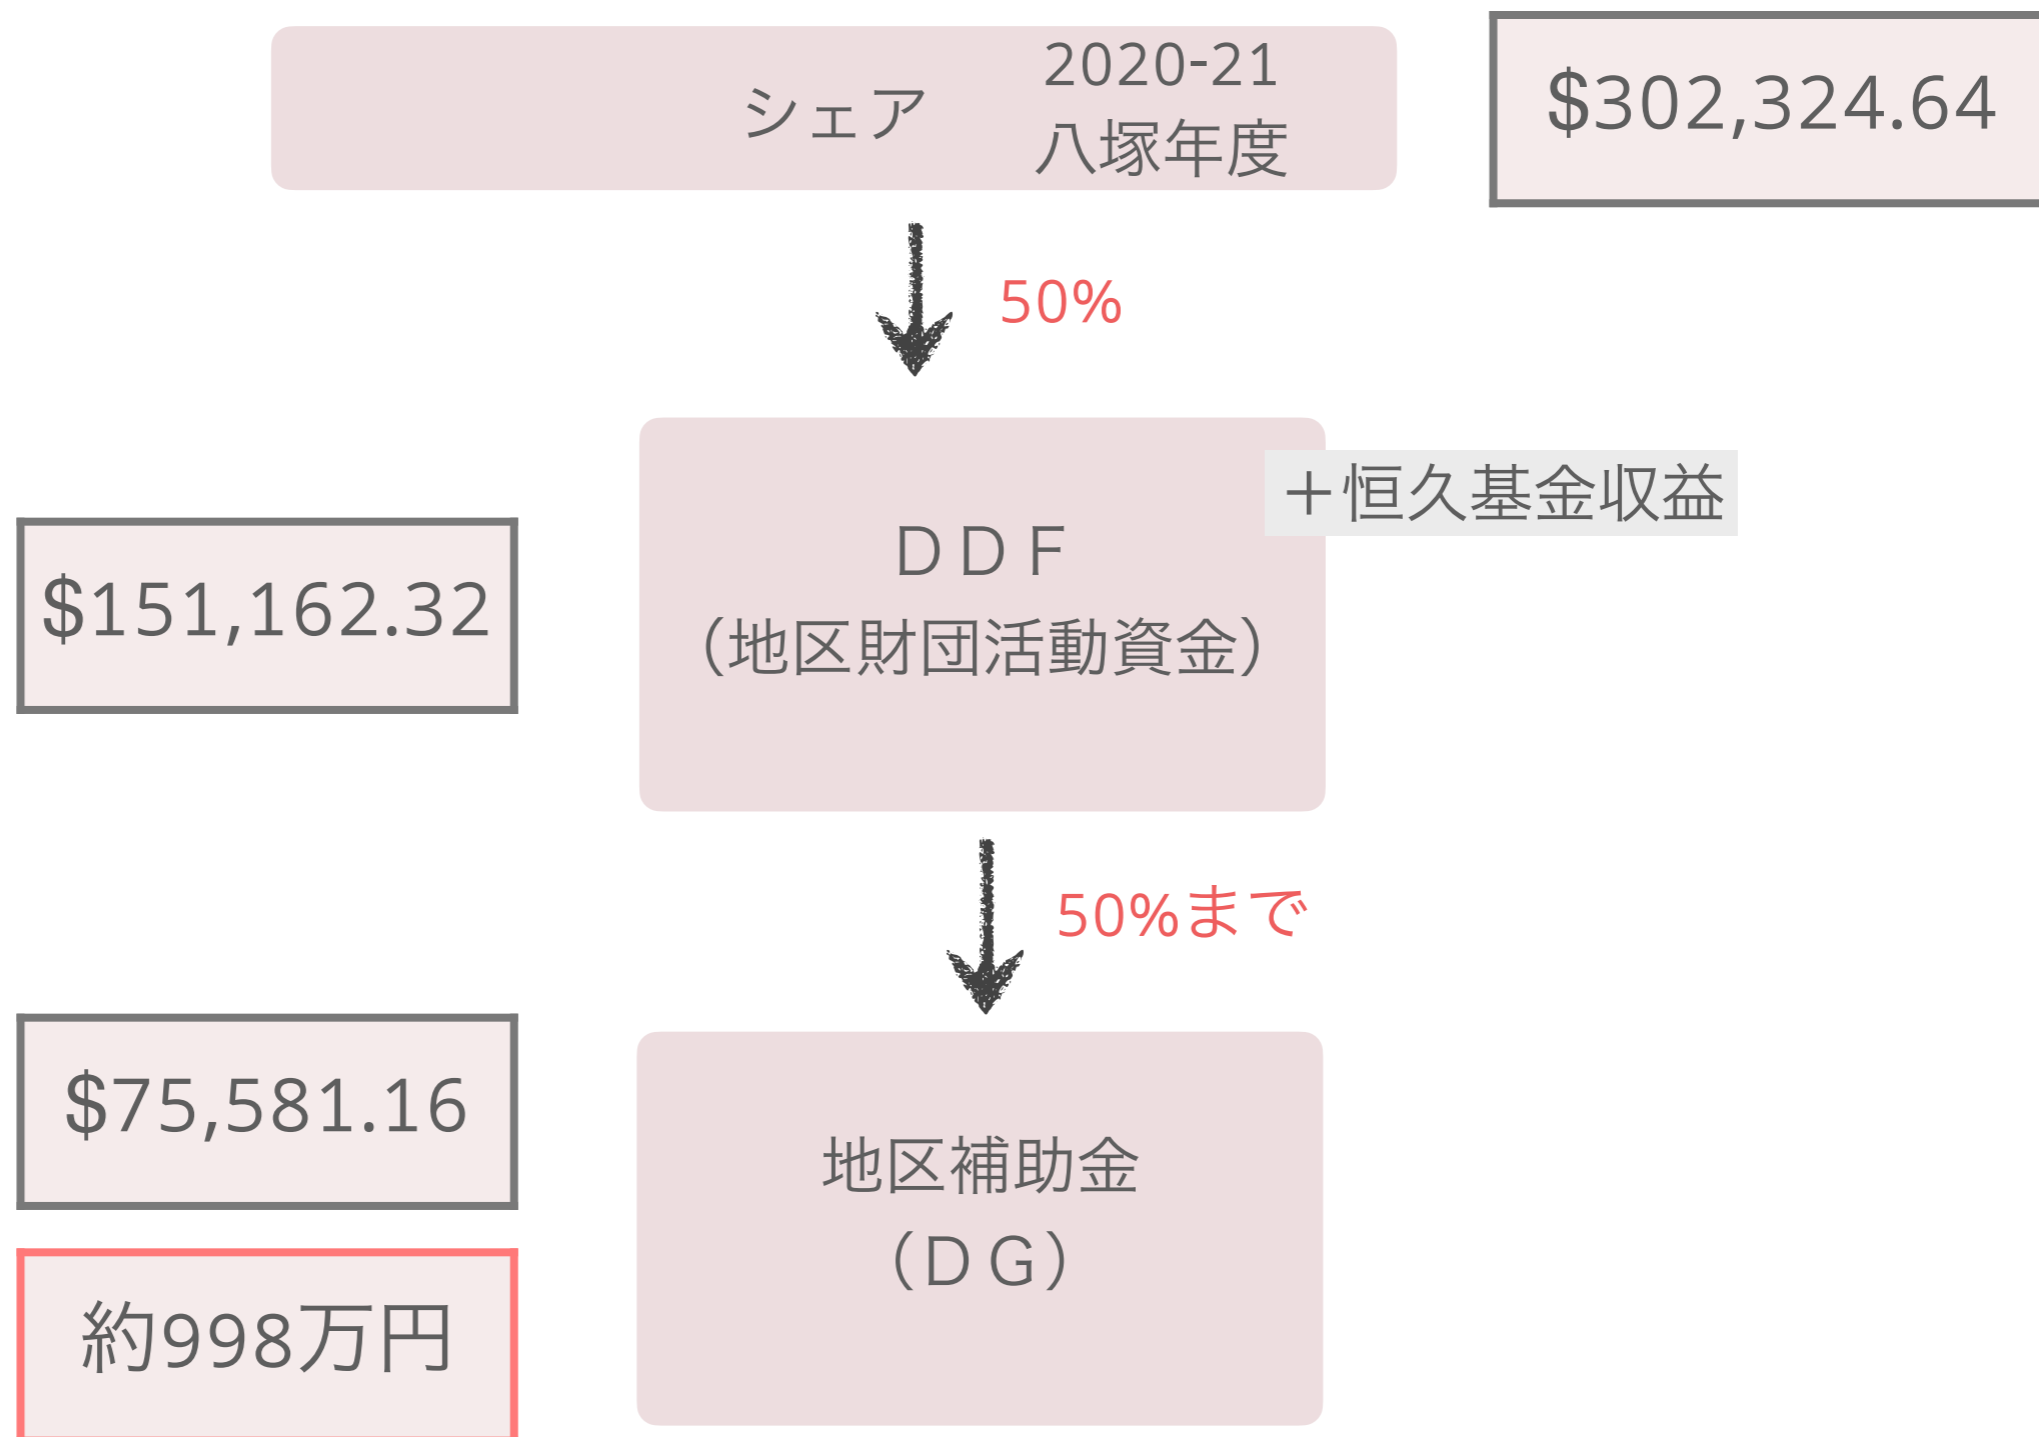 シェア
2020-21
八塚年度
$302,324.64
50%
＋恒久基金収益
ＤＤＦ
（地区財団活動資金）
$151,162.32
50%まで
$75,581.16
地区補助金
（ＤＧ）
約998万円